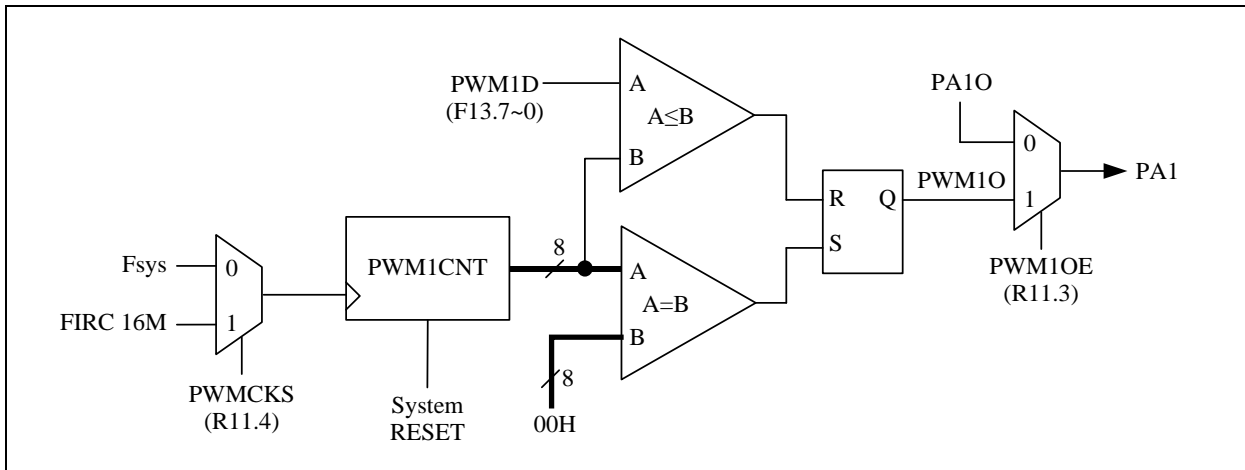 PWM1D
(F13.7~0)
A
A≤B
B
PA1O
0
1
PA1
PWM1O
R
Q
S
PWM1OE
(R11.3)
Fsys
0
FIRC 16M
1
PWMCKS
(R11.4)
PWM1CNT
8
System
RESET
A
A=B
B
8
00H